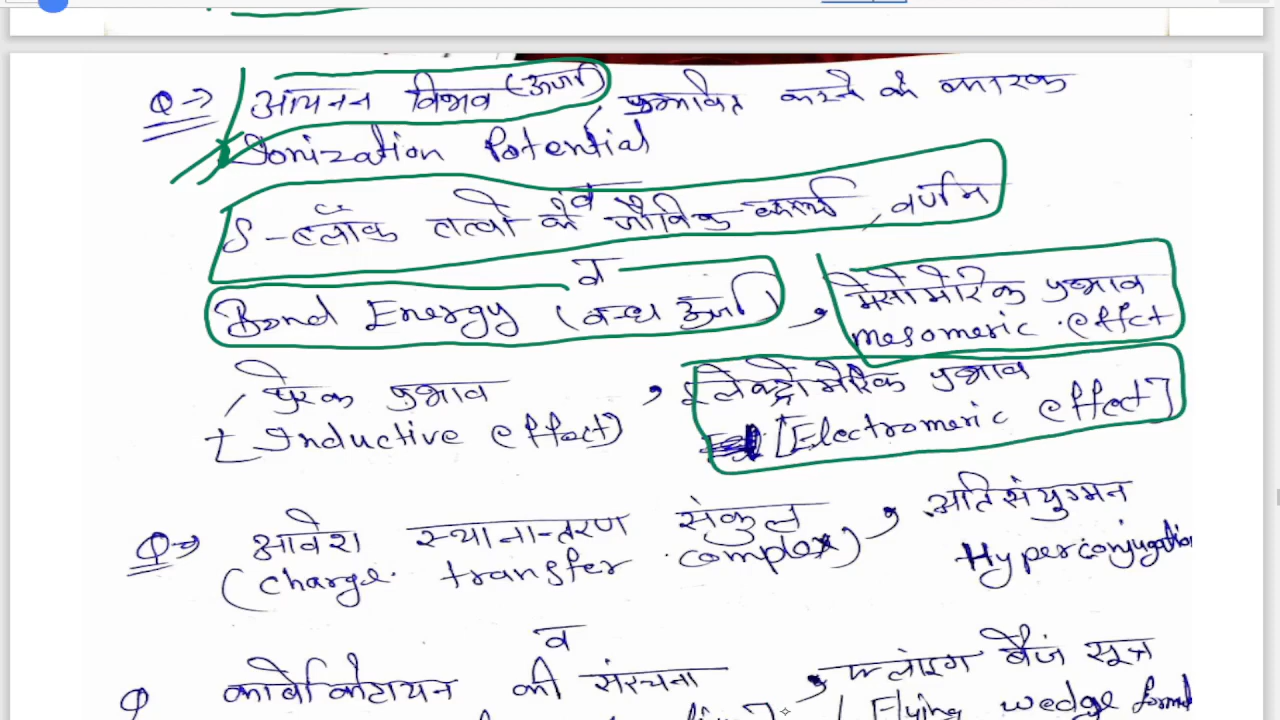 Q→ आयनन विभव (ऊर्जा), प्रभावित करने के कारक
Ionization Potential
एवं
S-ब्लॉक तत्वों के जैविक कार्य, वर्णन
व
Bond Energy (बन्ध ऊर्जा), मेसोमेरिक प्रभाव
mesomeric effect
, प्रेरक प्रभाव, इलेक्ट्रोमेरिक प्रभाव
[Inductive effect) [Electromeric effect]
Q→ आवेश स्थानान्तरण संकुल, अतिसंयुग्मन
(charge transfer complex) Hyperconjugation
व
Q कार्बोकैटायन की संरचना, फ्लाइंग वैज सूत्र
(Flying wedge